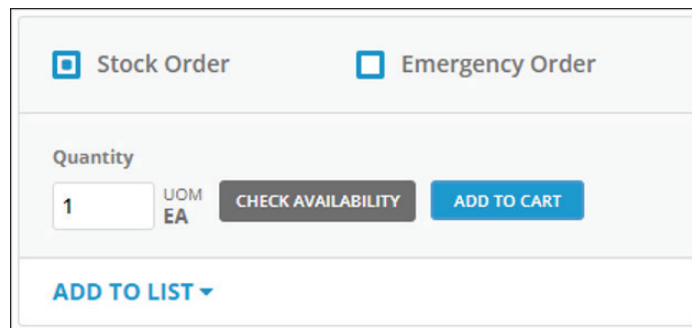 Stock Order Emergency Order
Quantity
1 UOM EA CHECK AVAILABILITY ADD TO CART
ADD TO LIST